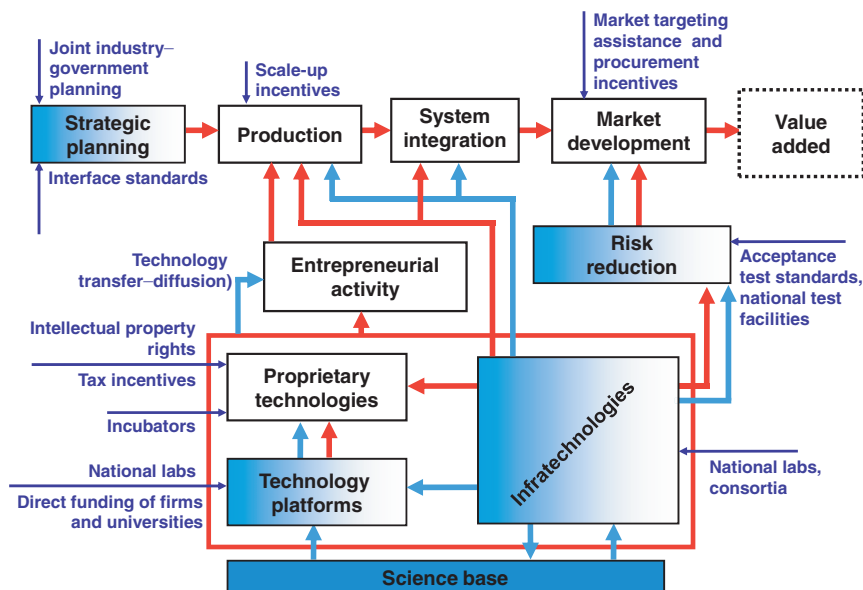 Joint industry–
government
planning
Scale-up
incentives
Market targeting
assistance and
procurement
incentives
Strategic
planning
Production
System
integration
Market
development
Value
added
Interface standards
Technology
transfer–diffusion)
Entrepreneurial
activity
Risk
reduction
Acceptance
test standards,
national test
facilities
Intellectual property
rights
Tax incentives
Incubators
Proprietary
technologies
Infratechnologies
National labs
Direct funding of firms
and universities
Technology
platforms
National labs,
consortia
Science base